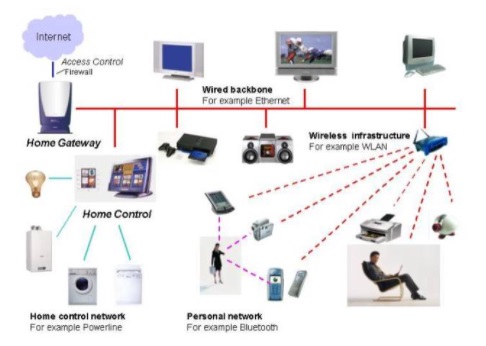 Internet
Access Control
Firewall
Wired backbone
For example Ethernet
Home Gateway
Wireless infrastructure
For example WLAN
Home Control
Home control network
For example Powerline
Personal network
For example Bluetooth